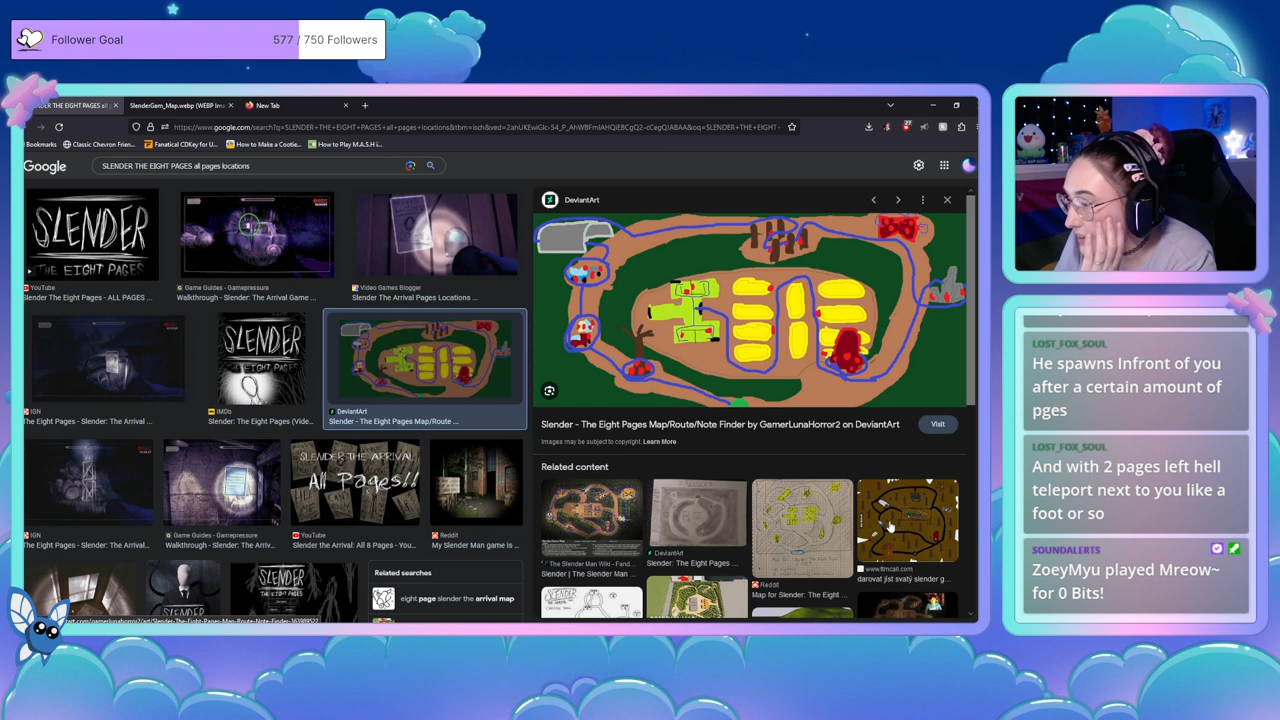 Follower Goal
577 / 750 Followers
THE EIGHT PAGES all
SlenderGam_Map.webp (WEBP Ima
New Tab
Bookmarks
Classic Chevron Frien...
Fanatical CDKey for U...
How to Make a Cootie...
How to Play M.A.S.H i...
Google
SLENDER THE EIGHT PAGES all pages locations
SLENDER
THE EIGHT PAGES
YouTube
Slender The Eight Pages - ALL PAGES ...
Game Guides - Gamepressure
Walkthrough - Slender: The Arrival Game ...
Video Games Blogger
Slender The Arrival Pages Locations ...
IGN
The Eight Pages - Slender: The Arrival...
SLENDER
IMDb
Slender: The Eight Pages (Vide...
DeviantArt
Slender - The Eight Pages Map/Route ...
IGN
The Eight Pages - Slender: The Arrival...
Game Guides - Gamepressure
Walkthrough - Slender: The Arriv...
SLENDER THE ARRIVAL
All Pages!!
YouTube
Slender the Arrival: All 8 Pages - You...
Reddit
My Slender Man game is ...
SLENDER
Related searches
eight page slender the arrival map
DeviantArt
Slender - The Eight Pages Map/Route/Note Finder by GamerLunaHorror2 on DeviantArt
Visit
Images may be subject to copyright. Learn More
Related content
The Slender Man Wiki - Fand...
Slender | The Slender Man ...
DeviantArt
Slender: The Eight Pages ...
Reddit
Map for Slender: The Eight ...
www.ttmcall.com
darovat jíst svatý slender g...
LOST_FOX_SOUL
He spawns Infront of you
after a certain amount of
pges
LOST_FOX_SOUL
And with 2 pages left hell
teleport next to you like a
foot or so
SOUNDALERTS
ZoeyMyu played Mreow~
for 0 Bits!